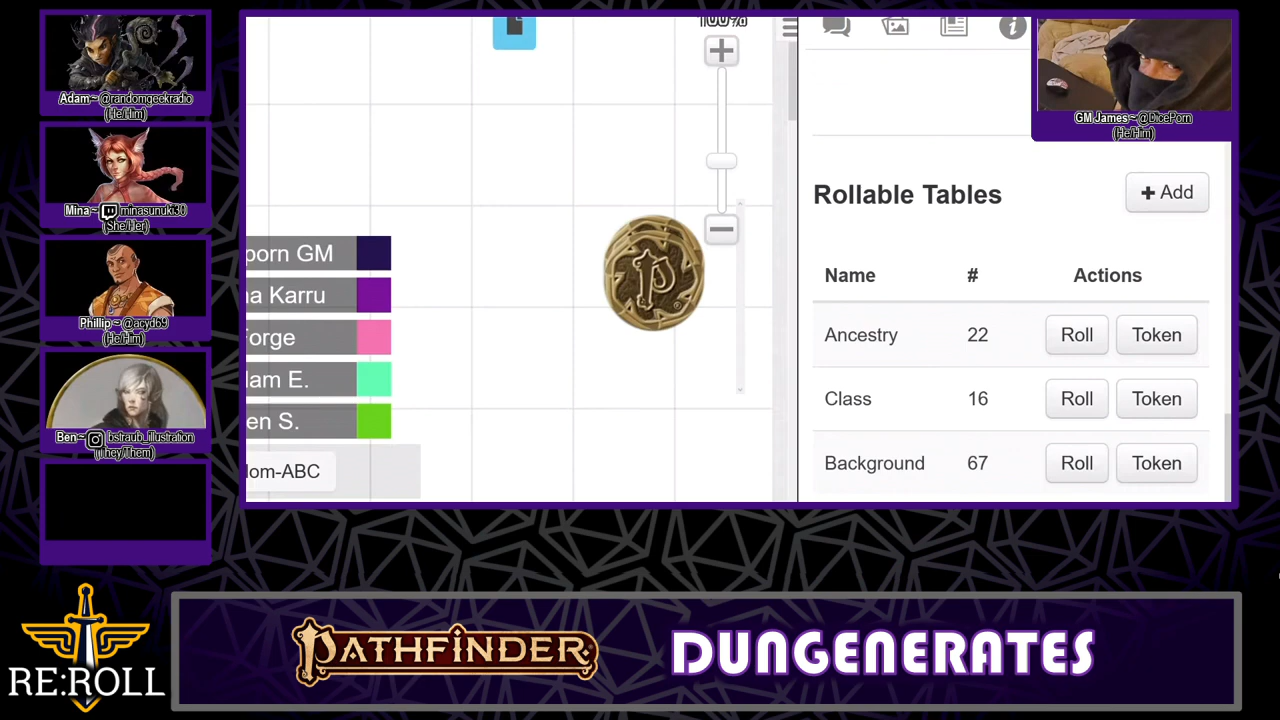 Adam ~ @randomgeekradio
(He/Him)
Mina ~ minasunuki30
(She/Her)
Phillip ~ @acyd69
(He/Him)
Ben ~ bstraub_illustration
(They/Them)
100%
porn GM
na Karru
Forge
lam E.
en S.
lom-ABC
P
GM James ~ @DicePorn
(He/Him)
Rollable Tables
+ Add
Name # Actions
Ancestry 22 Roll Token
Class 16 Roll Token
Background 67 Roll Token
RE:ROLL
PATHFINDER
DUNGENERATES